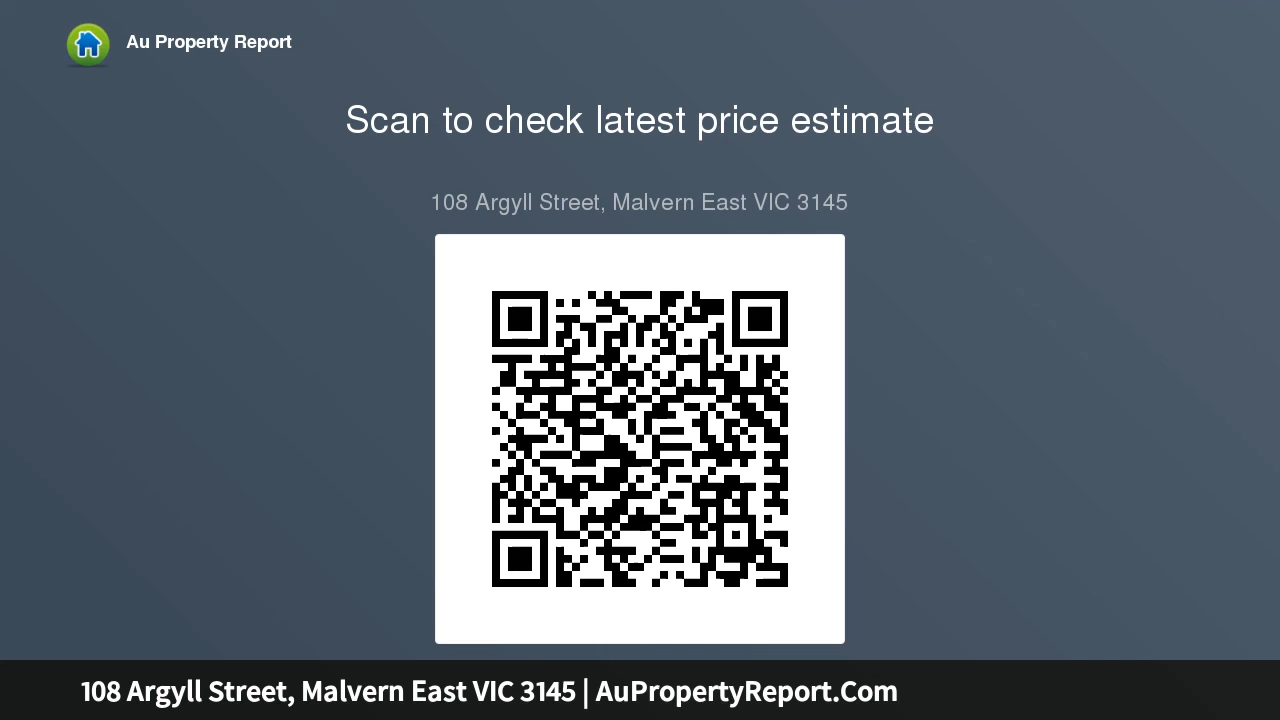 Au Property Report
Scan to check latest price estimate
108 Argyll Street, Malvern East VIC 3145
108 Argyll Street, Malvern East VIC 3145 | AuPropertyReport.Com